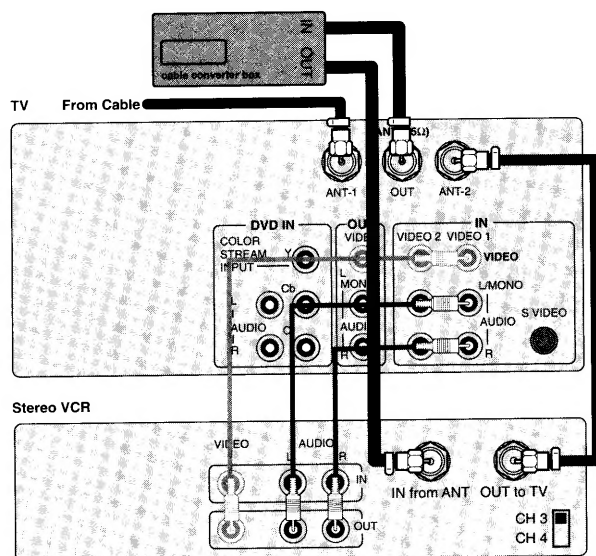 IN OUT
cable converter box
TV From Cable
ANT-1 OUT ANT-2
DVD IN
COLOR
STREAM
INPUT
Y
Cb
L
AUDIO
R
VIDEO
L
MONO
AUDIO
R
IN
VIDEO 2 VIDEO 1
VIDEO
L/MONO
AUDIO
R
S VIDEO
Stereo VCR
VIDEO AUDIO
L R
IN
OUT
IN from ANT OUT to TV
CH 3
CH 4